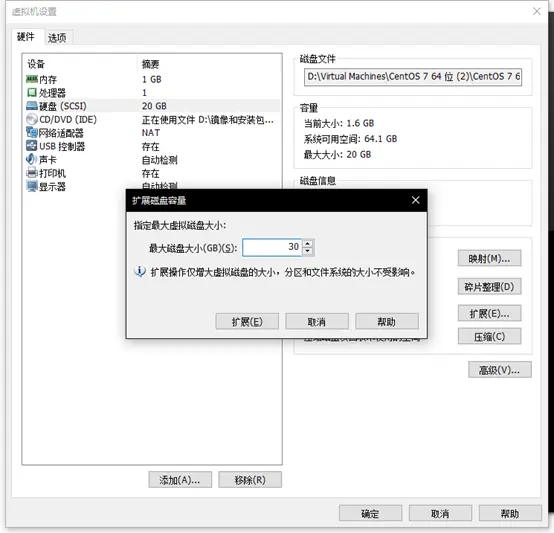 虚拟机设置
硬件 选项
设备 摘要
内存 1 GB
处理器 1
硬盘 (SCSI) 20 GB
CD/DVD (IDE) 正在使用文件 D:\镜像和安装包...
网络适配器 NAT
USB 控制器 存在
声卡 自动检测
打印机 存在
显示器 自动检测
磁盘文件
D:\Virtual Machines\CentOS 7 64 位 (2)\CentOS 7 6
容量
当前大小: 1.6 GB
系统可用空间: 64.1 GB
最大大小: 20 GB
磁盘信息
扩展磁盘容量
指定最大虚拟磁盘大小:
最大磁盘大小(GB)(S): 30
扩展操作仅增大虚拟磁盘的大小，分区和文件系统的大小不受影响。
扩展(E) 取消 帮助
映射(M)...
碎片整理(D)
扩展(E)...
压缩(C)
高级(V)...
添加(A)... 移除(R)
确定 取消 帮助